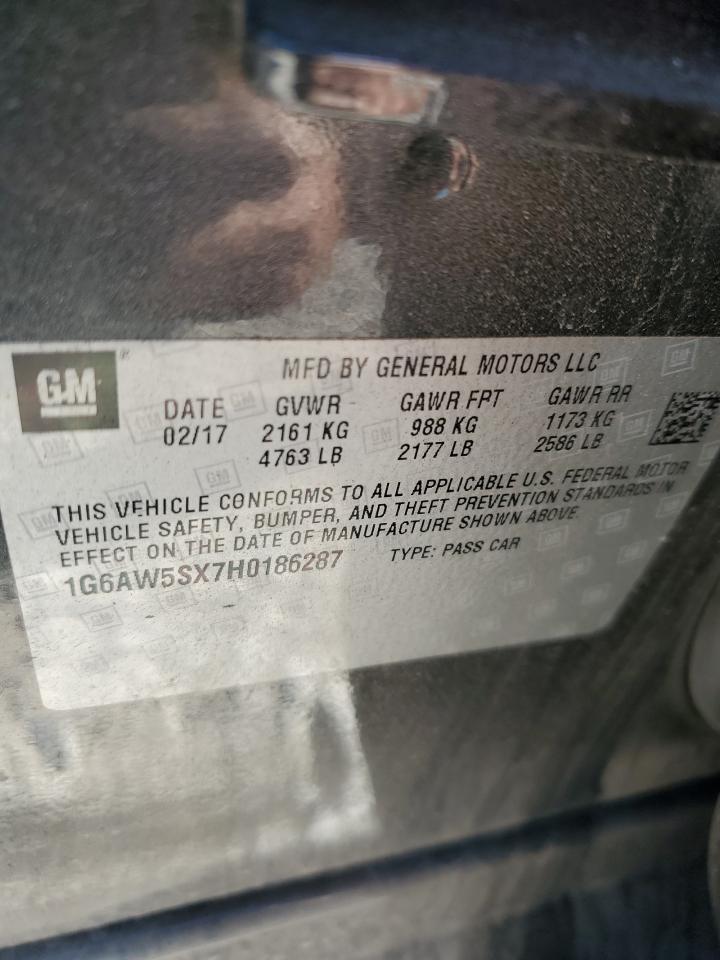 GM ® MFD BY GENERAL MOTORS LLC
DATE GVWR GAWR FPT GAWR RR
02/17 2161 KG 988 KG 1173 KG
4763 LB 2177 LB 2586 LB
THIS VEHICLE CONFORMS TO ALL APPLICABLE U.S. FEDERAL MOTOR
VEHICLE SAFETY, BUMPER, AND THEFT PREVENTION STANDARDS IN
EFFECT ON THE DATE OF MANUFACTURE SHOWN ABOVE.
1G6AW5SX7H0186287 TYPE: PASS CAR